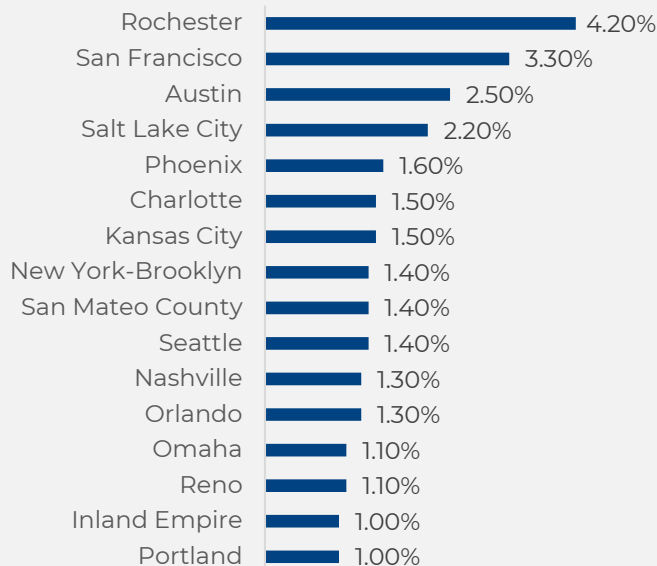 Rochester 4.20%
San Francisco 3.30%
Austin 2.50%
Salt Lake City 2.20%
Phoenix 1.60%
Charlotte 1.50%
Kansas City 1.50%
New York-Brooklyn 1.40%
San Mateo County 1.40%
Seattle 1.40%
Nashville 1.30%
Orlando 1.30%
Omaha 1.10%
Reno 1.10%
Inland Empire 1.00%
Portland 1.00%